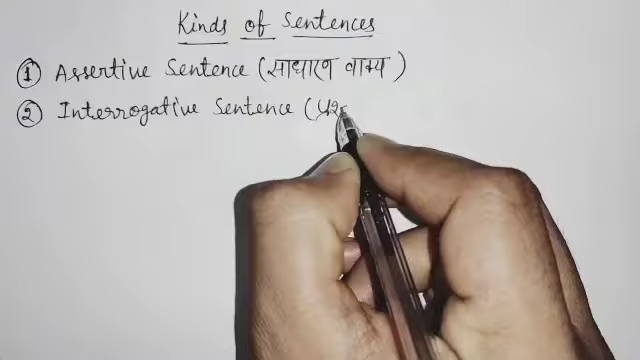 Kinds of Sentences
① Assertive Sentence (साधारण वाक्य)
② Interrogative Sentence (